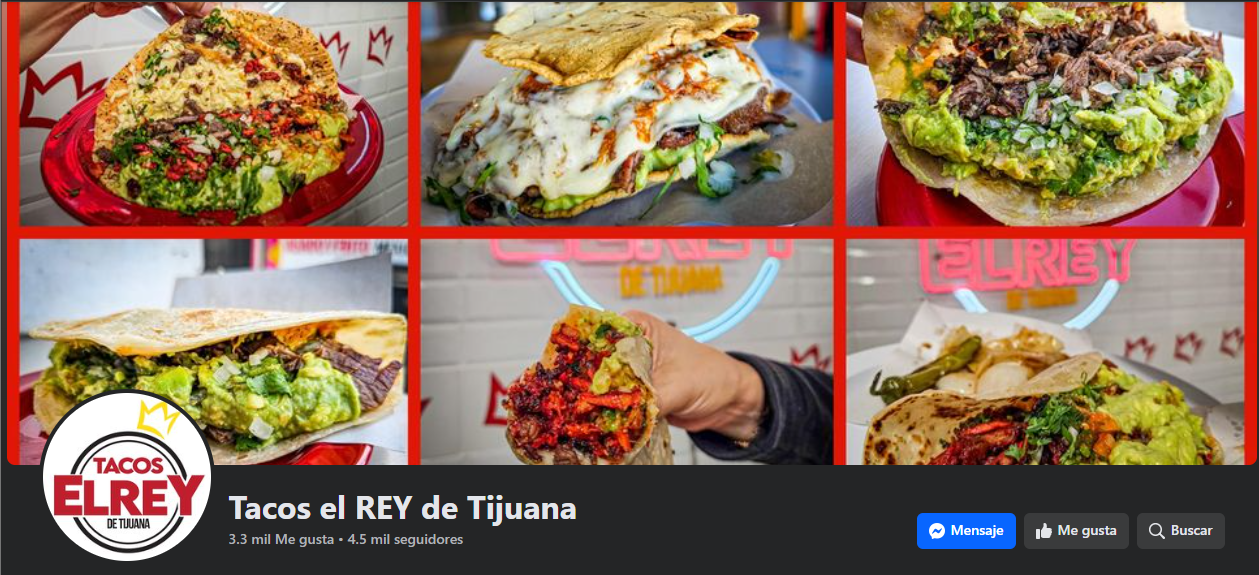 ELREY
DE TIJUANA
ELREY
DE TIJUANA
TACOS
ELREY
DE TIJUANA
Tacos el REY de Tijuana
3.3 mil Me gusta • 4.5 mil seguidores
Mensaje
Me gusta
Buscar